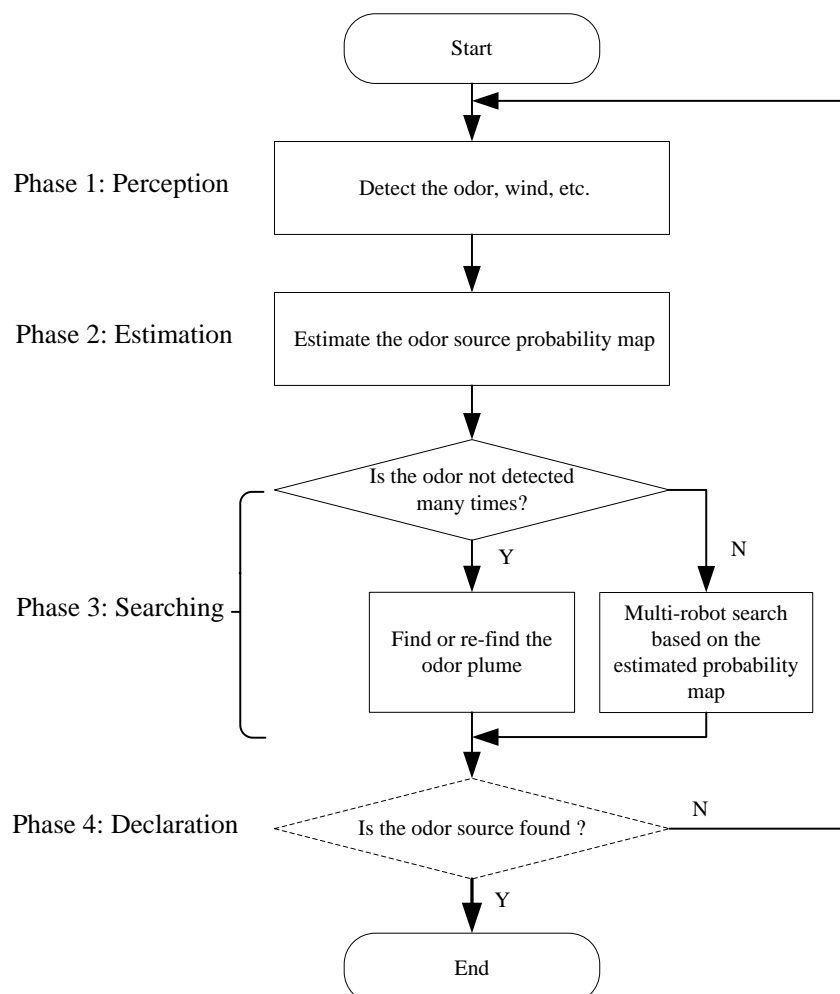 Start
Phase 1: Perception
Detect the odor, wind, etc.
Phase 2: Estimation
Estimate the odor source probability map
Is the odor not detected
many times?
Y
N
Phase 3: Searching
Find or re-find the
odor plume
Multi-robot search
based on the
estimated probability
map
Phase 4: Declaration
Is the odor source found ?
N
Y
End